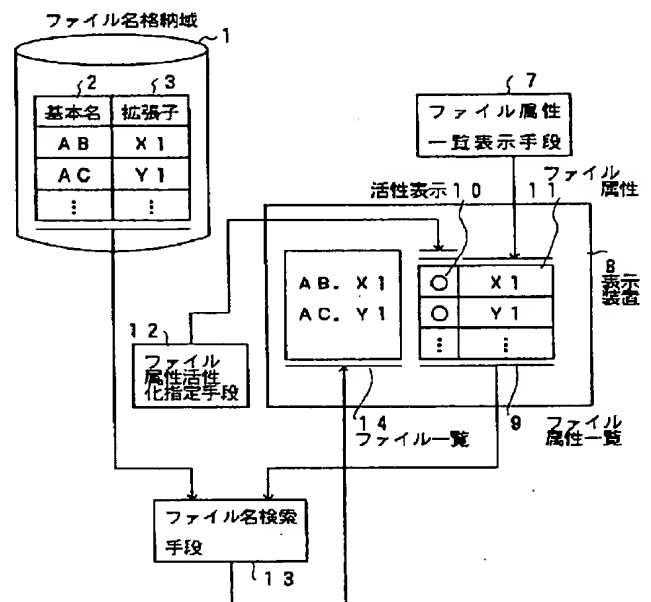 ファイル名格納域
1
2 3
基本名 拡張子
AB X1
AC Y1
⋮ ⋮
7
ファイル属性
一覧表示手段
活性表示10
11 ファイル
属性
8
表示
装置
AB. X1
AC. Y1
○ X1
○ Y1
⋮ ⋮
12
ファイル
属性活性
化指定手段
14
ファイル一覧
9 ファイル
属性一覧
ファイル名検索
手段
13